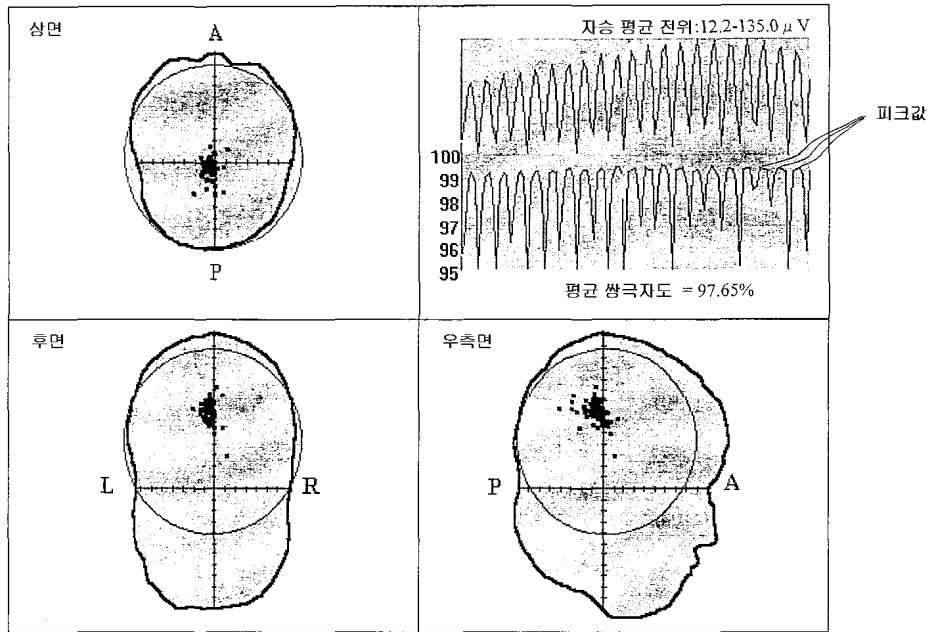 상면
A
P
자승 평균 전위:12.2-135.0 μV
피크값
100
99
98
97
96
95
평균 쌍극자도 = 97.65%
후면
L
R
우측면
P
A